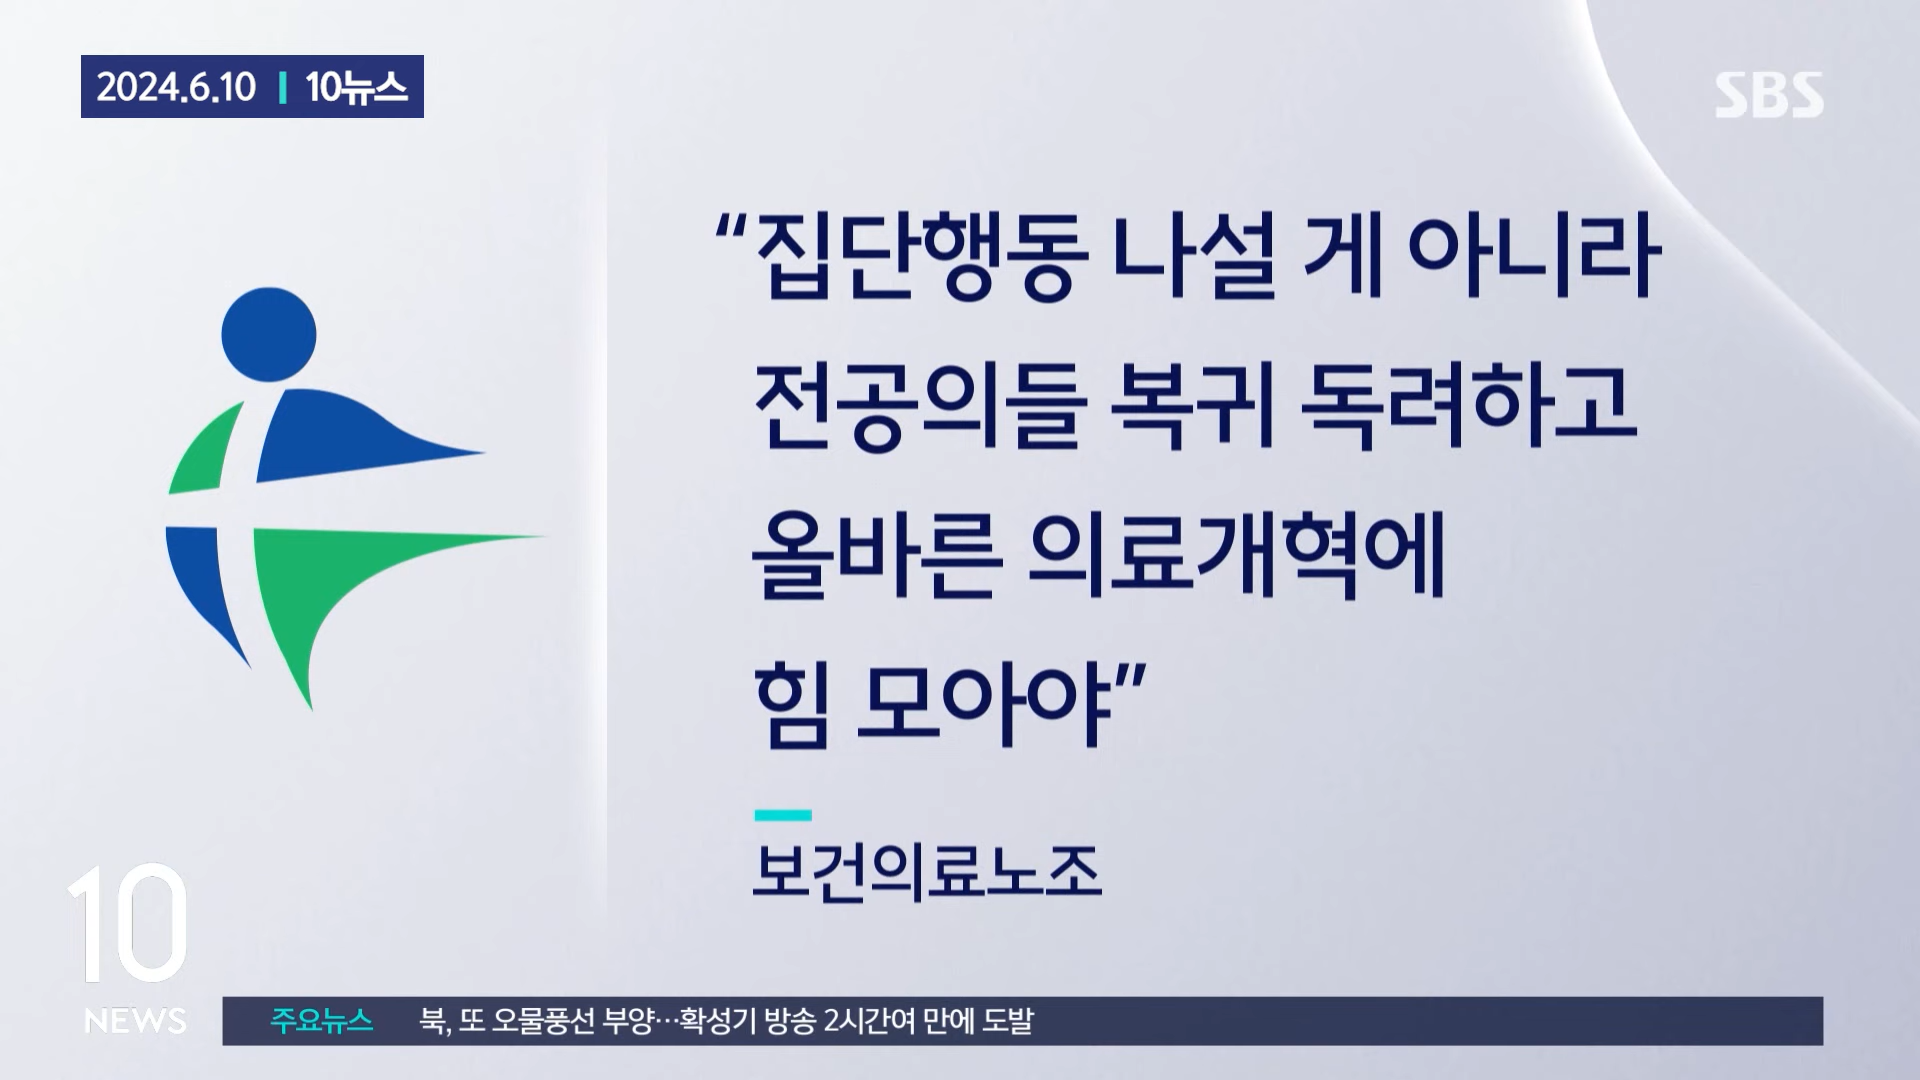 2024.6.10 | 10뉴스
SBS
“집단행동 나설 게 아니라
전공의들 복귀 독려하고
올바른 의료개혁에
힘 모아야”
보건의료노조
10
NEWS
주요뉴스 북, 또 오물풍선 부양…확성기 방송 2시간여 만에 도발